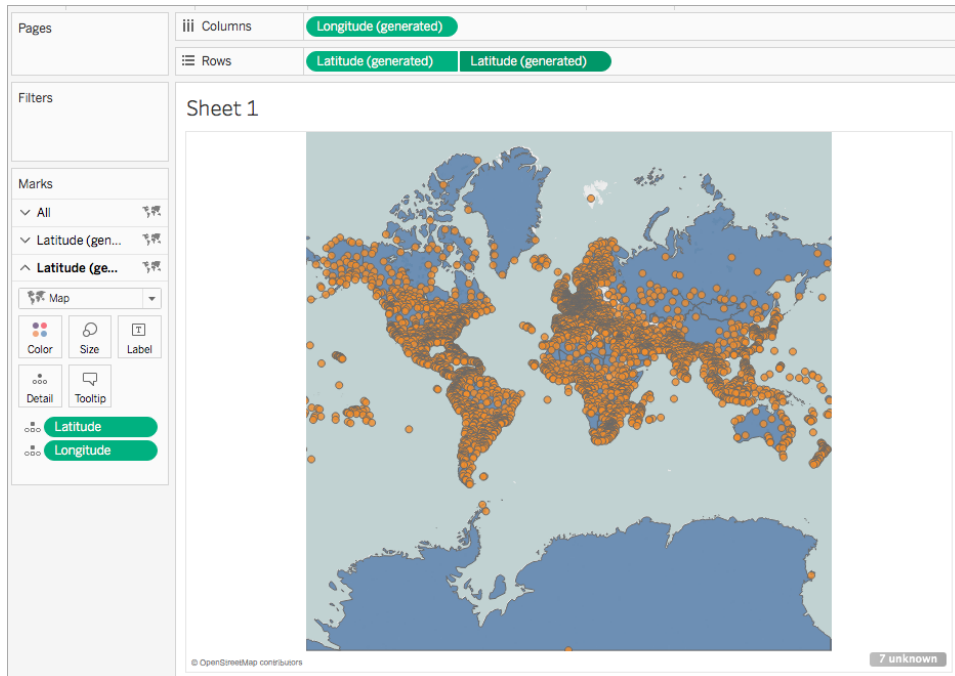 Pages
Columns
Longitude (generated)
Rows
Latitude (generated)
Latitude (generated)
Filters
Sheet 1
Marks
All
Latitude (gen...
Latitude (ge...
Map
Color
Size
T
Label
Detail
Tooltip
Latitude
Longitude
© OpenStreetMap contributors
7 unknown